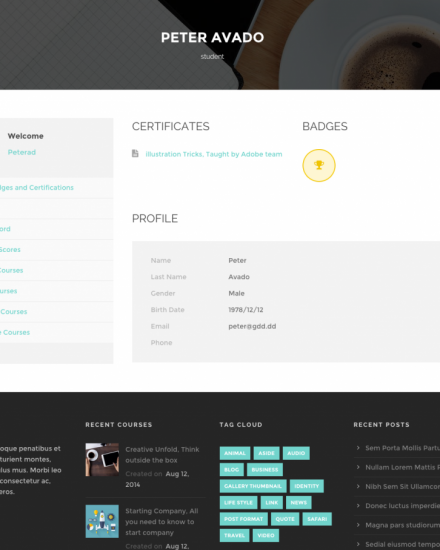 PETER AVADO
student
Welcome
Peterad
dges and Certifications
ord
Scores
Courses
urses
Courses
Courses
CERTIFICATES
illustration Tricks, Taught by Adobe team
BADGES
PROFILE
Name Peter
Last Name Avado
Gender Male
Birth Date 1978/12/12
Email peter@gdd.dd
Phone
oque penatibus et
turient montes,
ulus mus. Morbi leo
consectetur ac,
eros.
RECENT COURSES
Creative Unfold, Think
outside the box
Created on Aug 12,
2014
Starting Company, All
you need to know to
start company
Created on Aug 12,
TAG CLOUD
ANIMAL ASIDE AUDIO
BLOG BUSINESS
GALLERY THUMBNAIL IDENTITY
LIFE STYLE LINK NEWS
POST FORMAT QUOTE SAFARI
TRAVEL VIDEO
RECENT POSTS
Sem Porta Mollis Partu
Nullam Lorem Mattis P
Nibh Sem Sit Ullamcor
Donec luctus imperdie
Magna pars studiorum
Sedial eiusmod tempo